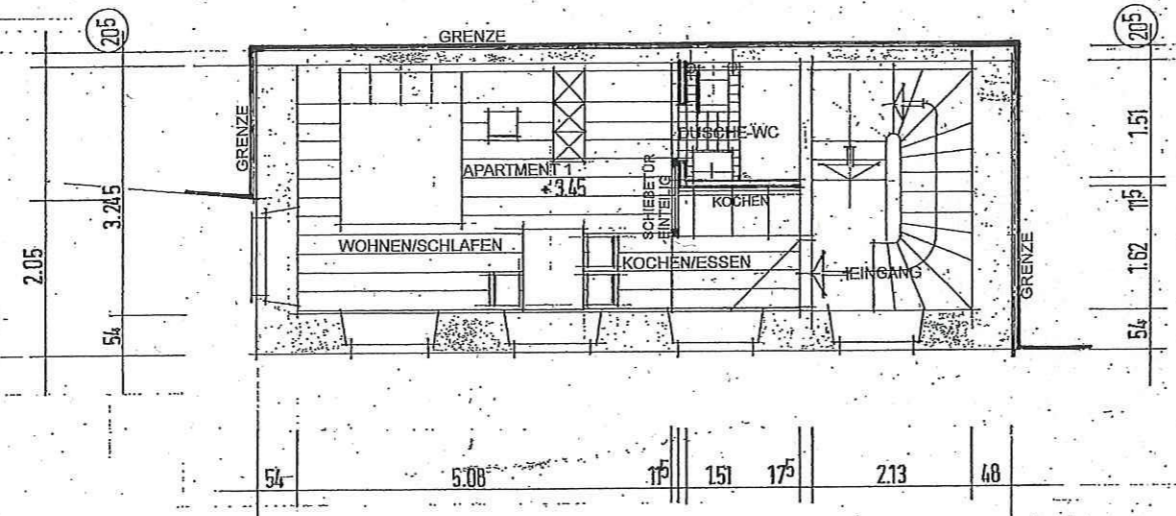 GRENZE
20⁵
20⁵
GRENZE
DUSCHE-WC
APARTMENT 1
+3.45
SCHIEBETÜR
EINTEILIG
KOCHEN
WOHNEN/SCHLAFEN
KOCHEN/ESSEN
EINGANG
GRENZE
2.05
3.24⁵
54
1.51
11⁵
1.62
54
54
5.08
11⁵
1.51
17⁵
2.13
48